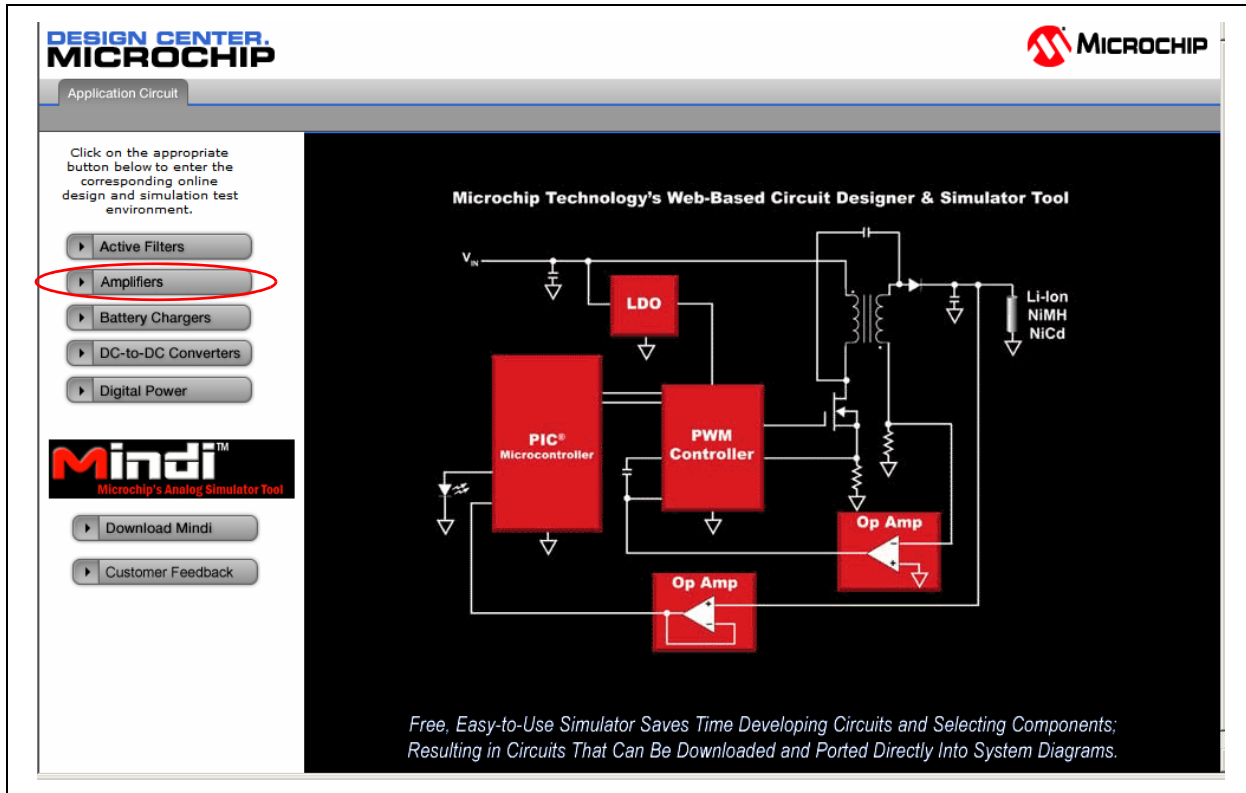 DESIGN CENTER.
MICROCHIP
MICROCHIP
Application Circuit
Click on the appropriate
button below to enter the
corresponding online
design and simulation test
environment.
Active Filters
Amplifiers
Battery Chargers
DC-to-DC Converters
Digital Power
Mindi™
Microchip's Analog Simulator Tool
Download Mindi
Customer Feedback
Microchip Technology's Web-Based Circuit Designer & Simulator Tool
VIN
LDO
Li-Ion
NiMH
NiCd
PIC®
Microcontroller
PWM
Controller
Op Amp
Op Amp
Free, Easy-to-Use Simulator Saves Time Developing Circuits and Selecting Components;
Resulting in Circuits That Can Be Downloaded and Ported Directly Into System Diagrams.